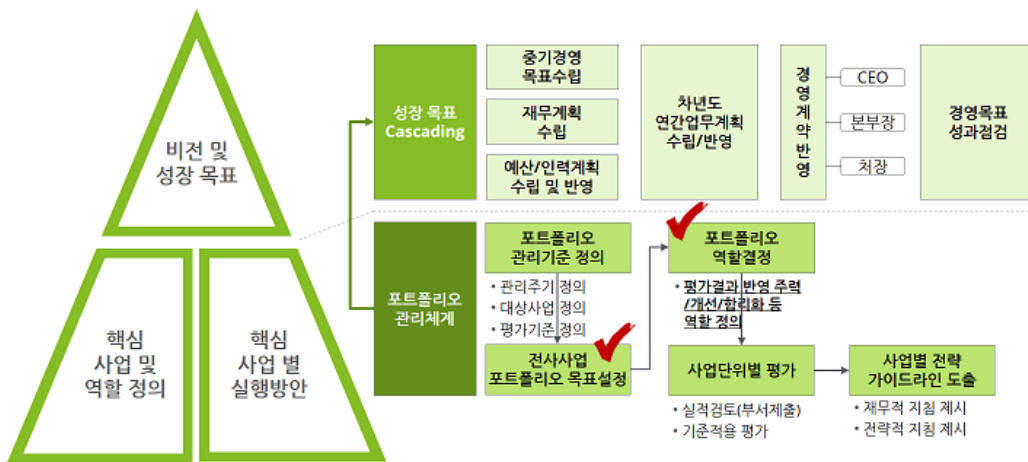 비전 및
성장 목표
핵심
사업 및
역할 정의
핵심
사업 별
실행방안
성장 목표
Cascading
중기경영
목표수립
재무계획
수립
예산/인력계획
수립 및 반영
차년도
연간업무계획
수립/반영
경
영
계
약
반
영
CEO
본부장
처장
경영목표
성과점검
포트폴리오
관리체계
포트폴리오
관리기준 정의
• 관리주기 정의
• 대상사업 정의
• 평가기준 정의
전사사업
포트폴리오 목표설정
포트폴리오
역할결정
• 평가결과 반영 주력
/개선/합리화 등
역할 정의
사업단위별 평가
• 실적검토(부서제출)
• 기준적용 평가
사업별 전략
가이드라인 도출
• 재무적 지침 제시
• 전략적 지침 제시